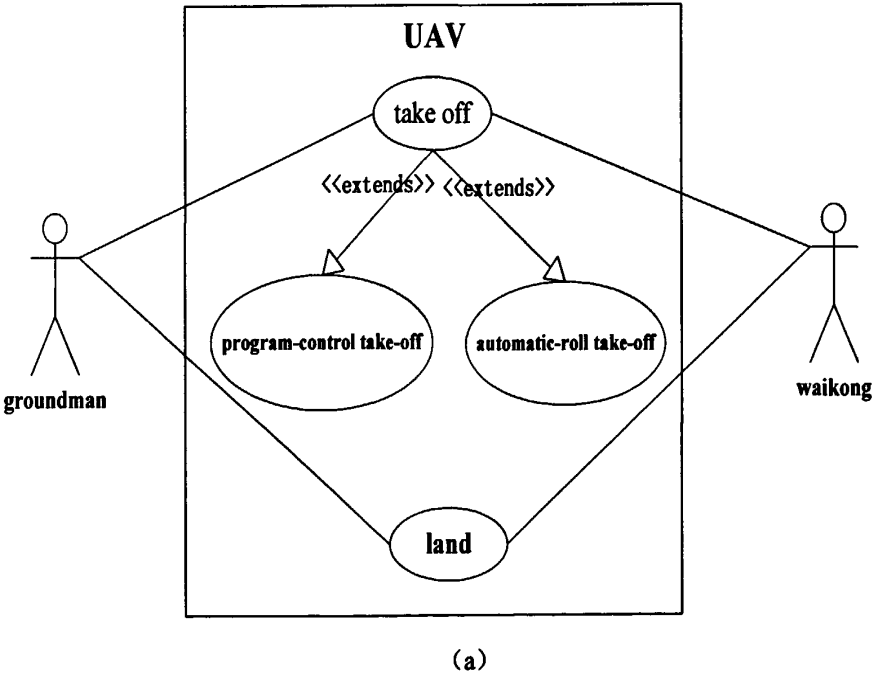 UAV
take off
<<extends>> <<extends>>
program-control take-off
automatic-roll take-off
groundman
waikong
land
(a)